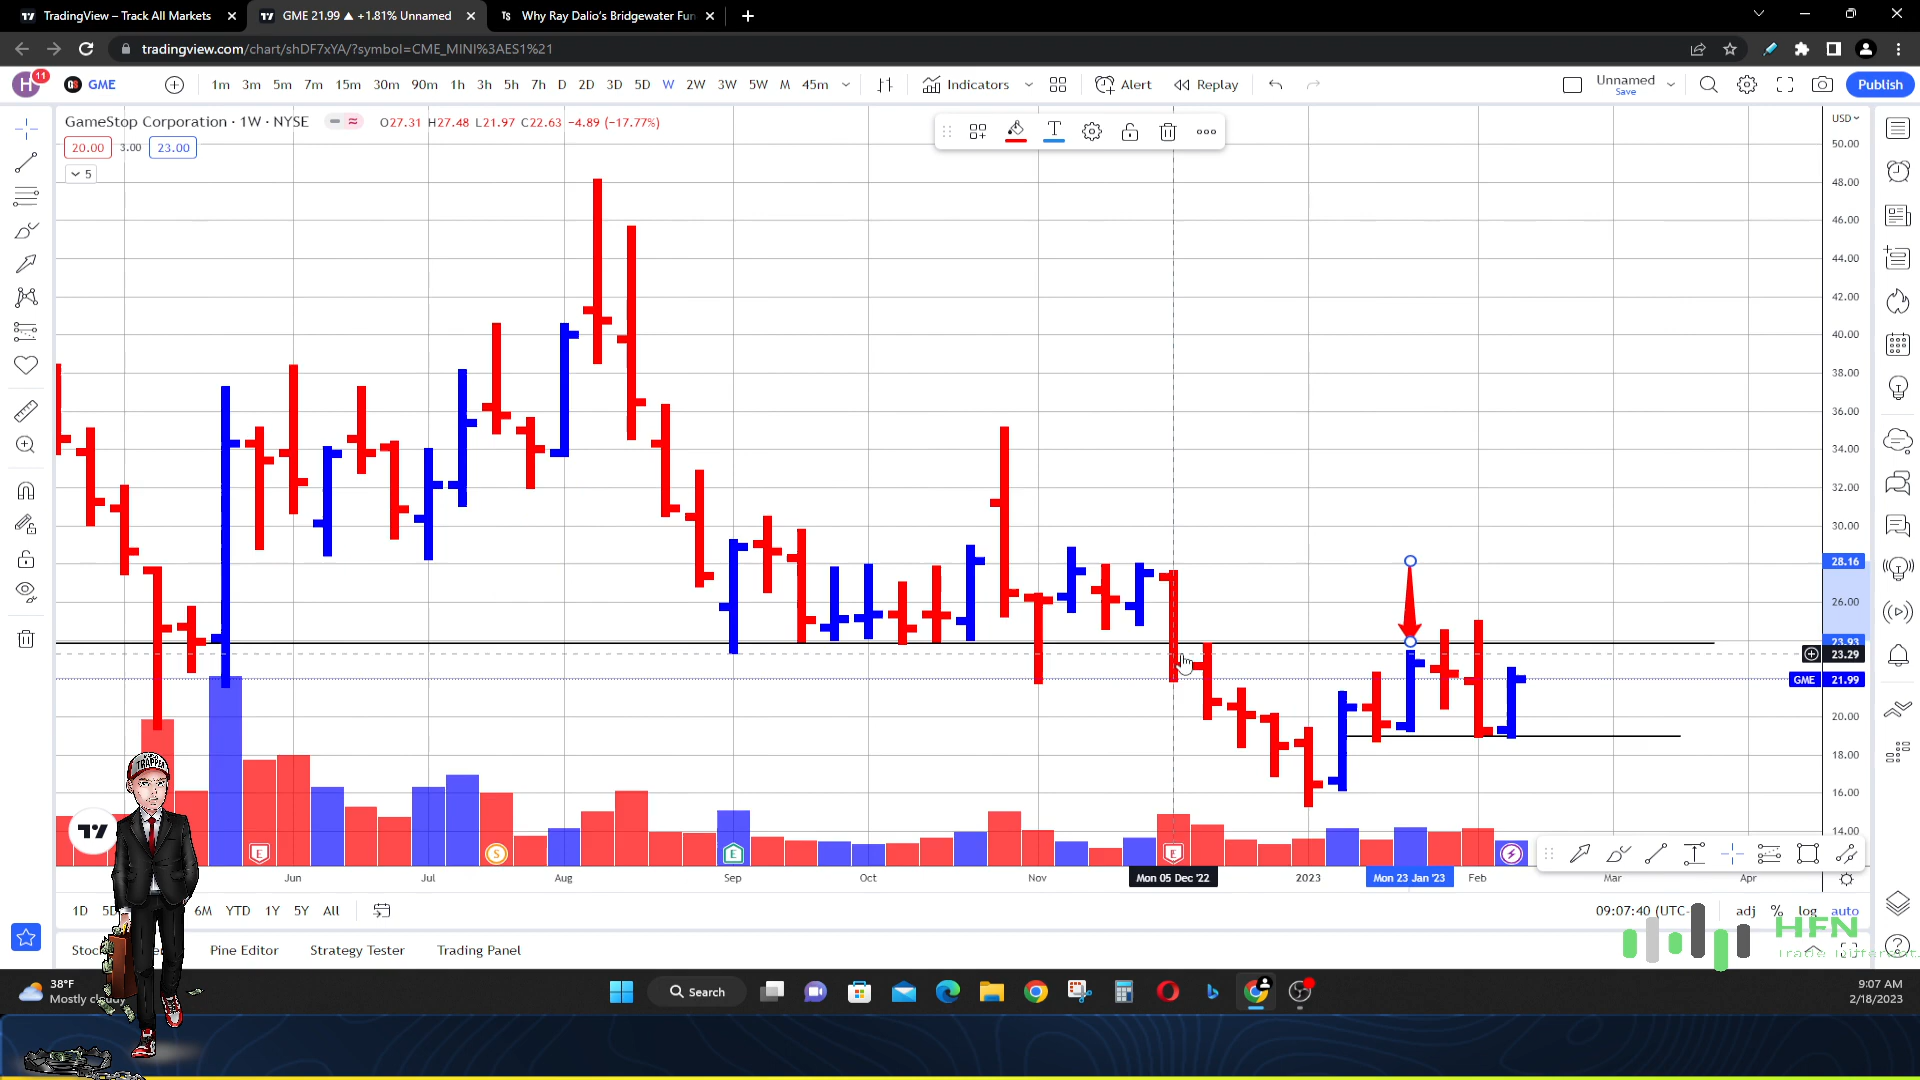 TradingView – Track All Markets
GME 21.99 ▲ +1.81% Unnamed
TS Why Ray Dalio's Bridgewater Fun
tradingview.com/chart/shDF7xYA/?symbol=CME_MINI%3AES1%21
H 11 GME 1m 3m 5m 7m 15m 30m 90m 1h 3h 5h 7h D 2D 3D 5D W 2W 3W 5W M 45m Indicators Alert Replay Unnamed Save Publish
GameStop Corporation · 1W · NYSE O27.31 H27.48 L21.97 C22.63 −4.89 (−17.77%)
20.00 3.00 23.00
5
USD
50.00
48.00
46.00
44.00
42.00
40.00
38.00
36.00
34.00
32.00
30.00
28.16
26.00
23.93
23.29
GME 21.99
20.00
18.00
16.00
14.00
TRAPPER
E S E E
Jun Jul Aug Sep Oct Nov Mon 05 Dec '22 2023 Mon 23 Jan '23 Feb Mar Apr
1D 6M YTD 1Y 5Y All 09:07:40 (UTC- adj % log auto
Pine Editor Strategy Tester Trading Panel
HFN
Trade Different
38°F
Mostly cloudy
Search
9:07 AM
2/18/2023